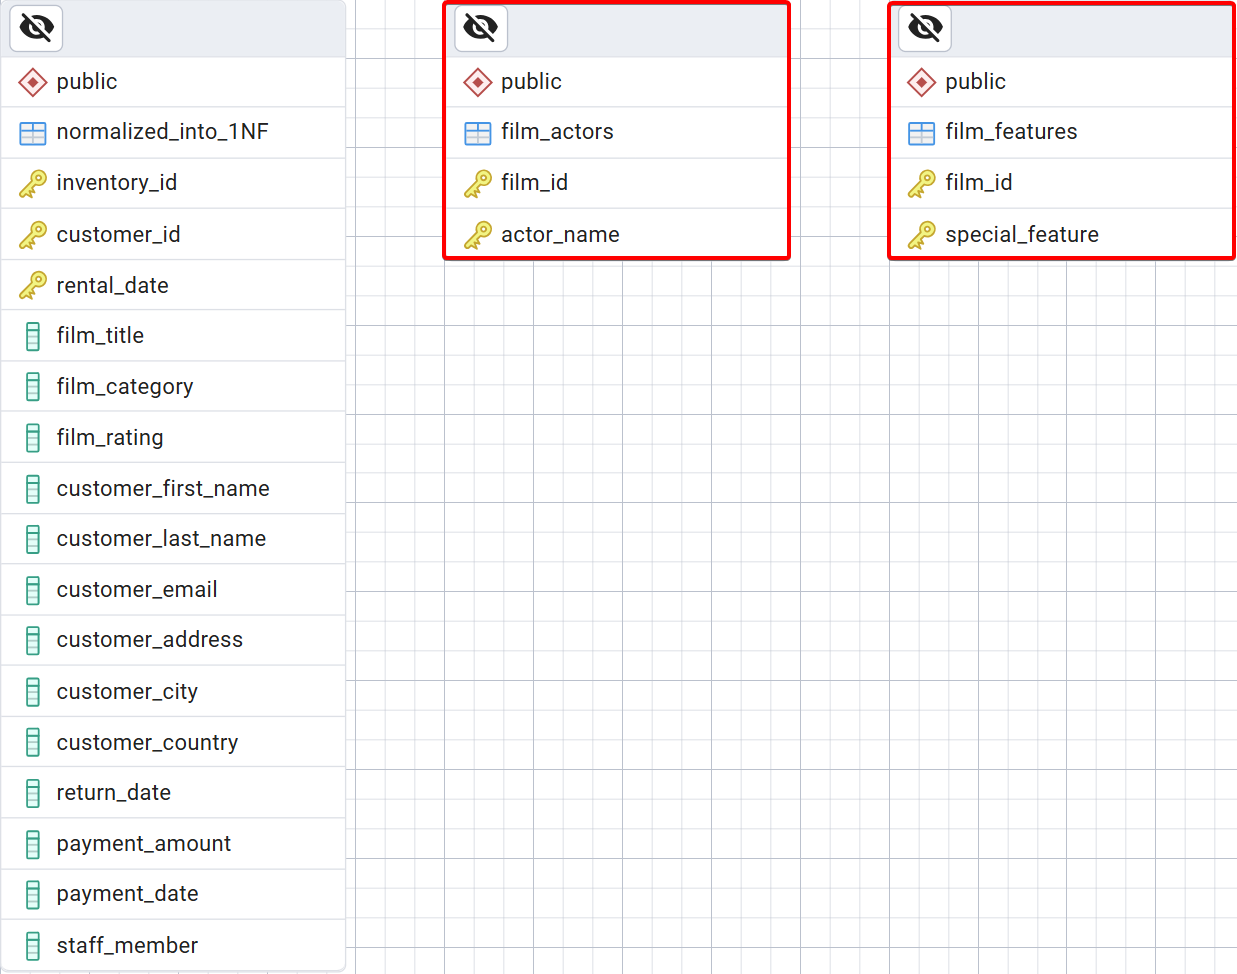 public
normalized_into_1NF
inventory_id
customer_id
rental_date
film_title
film_category
film_rating
customer_first_name
customer_last_name
customer_email
customer_address
customer_city
customer_country
return_date
payment_amount
payment_date
staff_member
public
film_actors
film_id
actor_name
public
film_features
film_id
special_feature